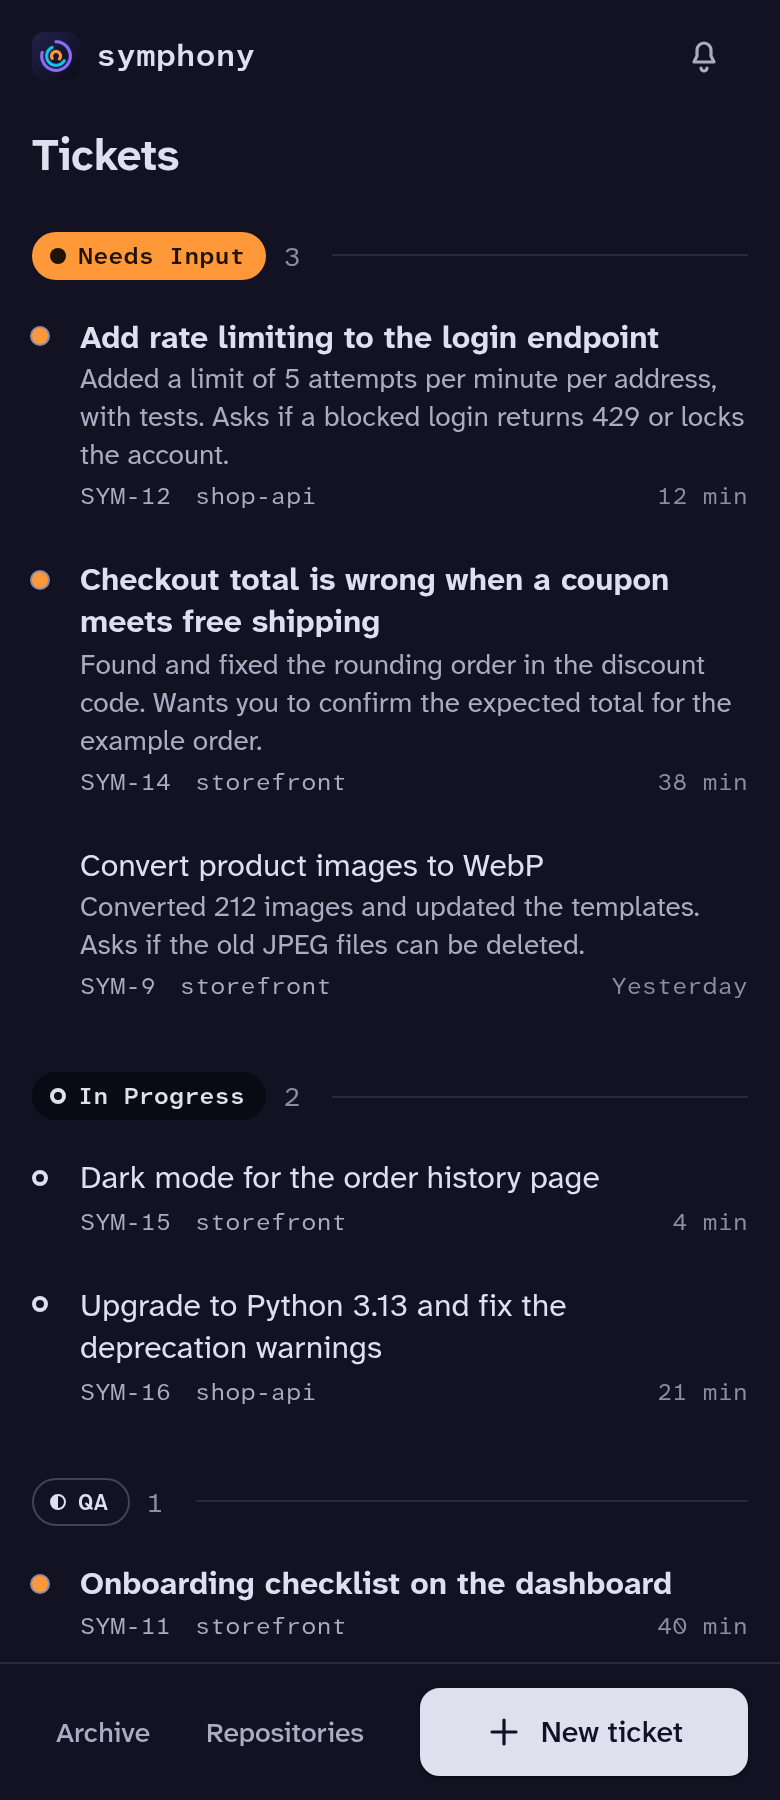 symphony
Tickets
Needs Input 3
Add rate limiting to the login endpoint
Added a limit of 5 attempts per minute per address,
with tests. Asks if a blocked login returns 429 or locks
the account.
SYM-12 shop-api 12 min
Checkout total is wrong when a coupon
meets free shipping
Found and fixed the rounding order in the discount
code. Wants you to confirm the expected total for the
example order.
SYM-14 storefront 38 min
Convert product images to WebP
Converted 212 images and updated the templates.
Asks if the old JPEG files can be deleted.
SYM-9 storefront Yesterday
In Progress 2
Dark mode for the order history page
SYM-15 storefront 4 min
Upgrade to Python 3.13 and fix the
deprecation warnings
SYM-16 shop-api 21 min
QA 1
Onboarding checklist on the dashboard
SYM-11 storefront 40 min
Archive Repositories New ticket